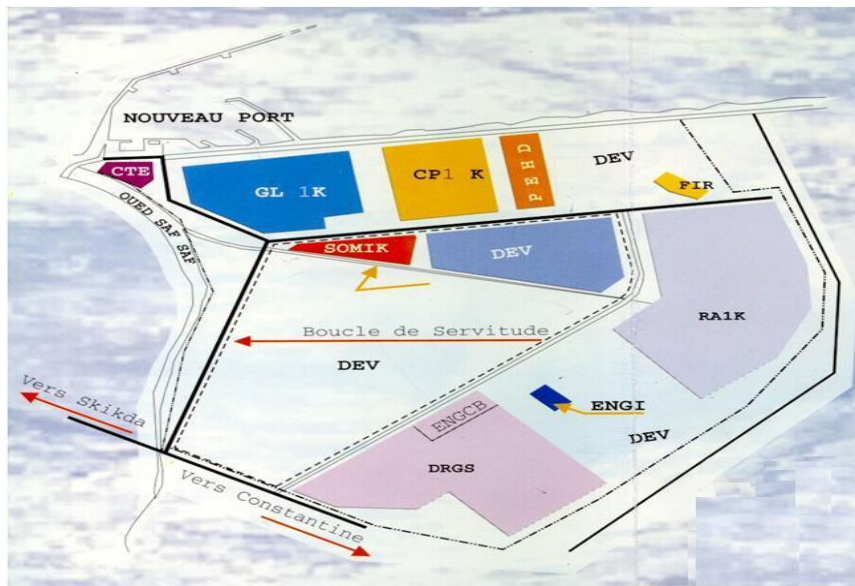 NOUVEAU PORT
CTE
GL 1K
CP1 K
PEHD
DEV
FIR
OUED SAF SAF
SOMIK
DEV
RA1K
Boucle de Servitude
DEV
Vers Skikda
ENGI
ENGCB
DEV
DRGS
Vers Constantine